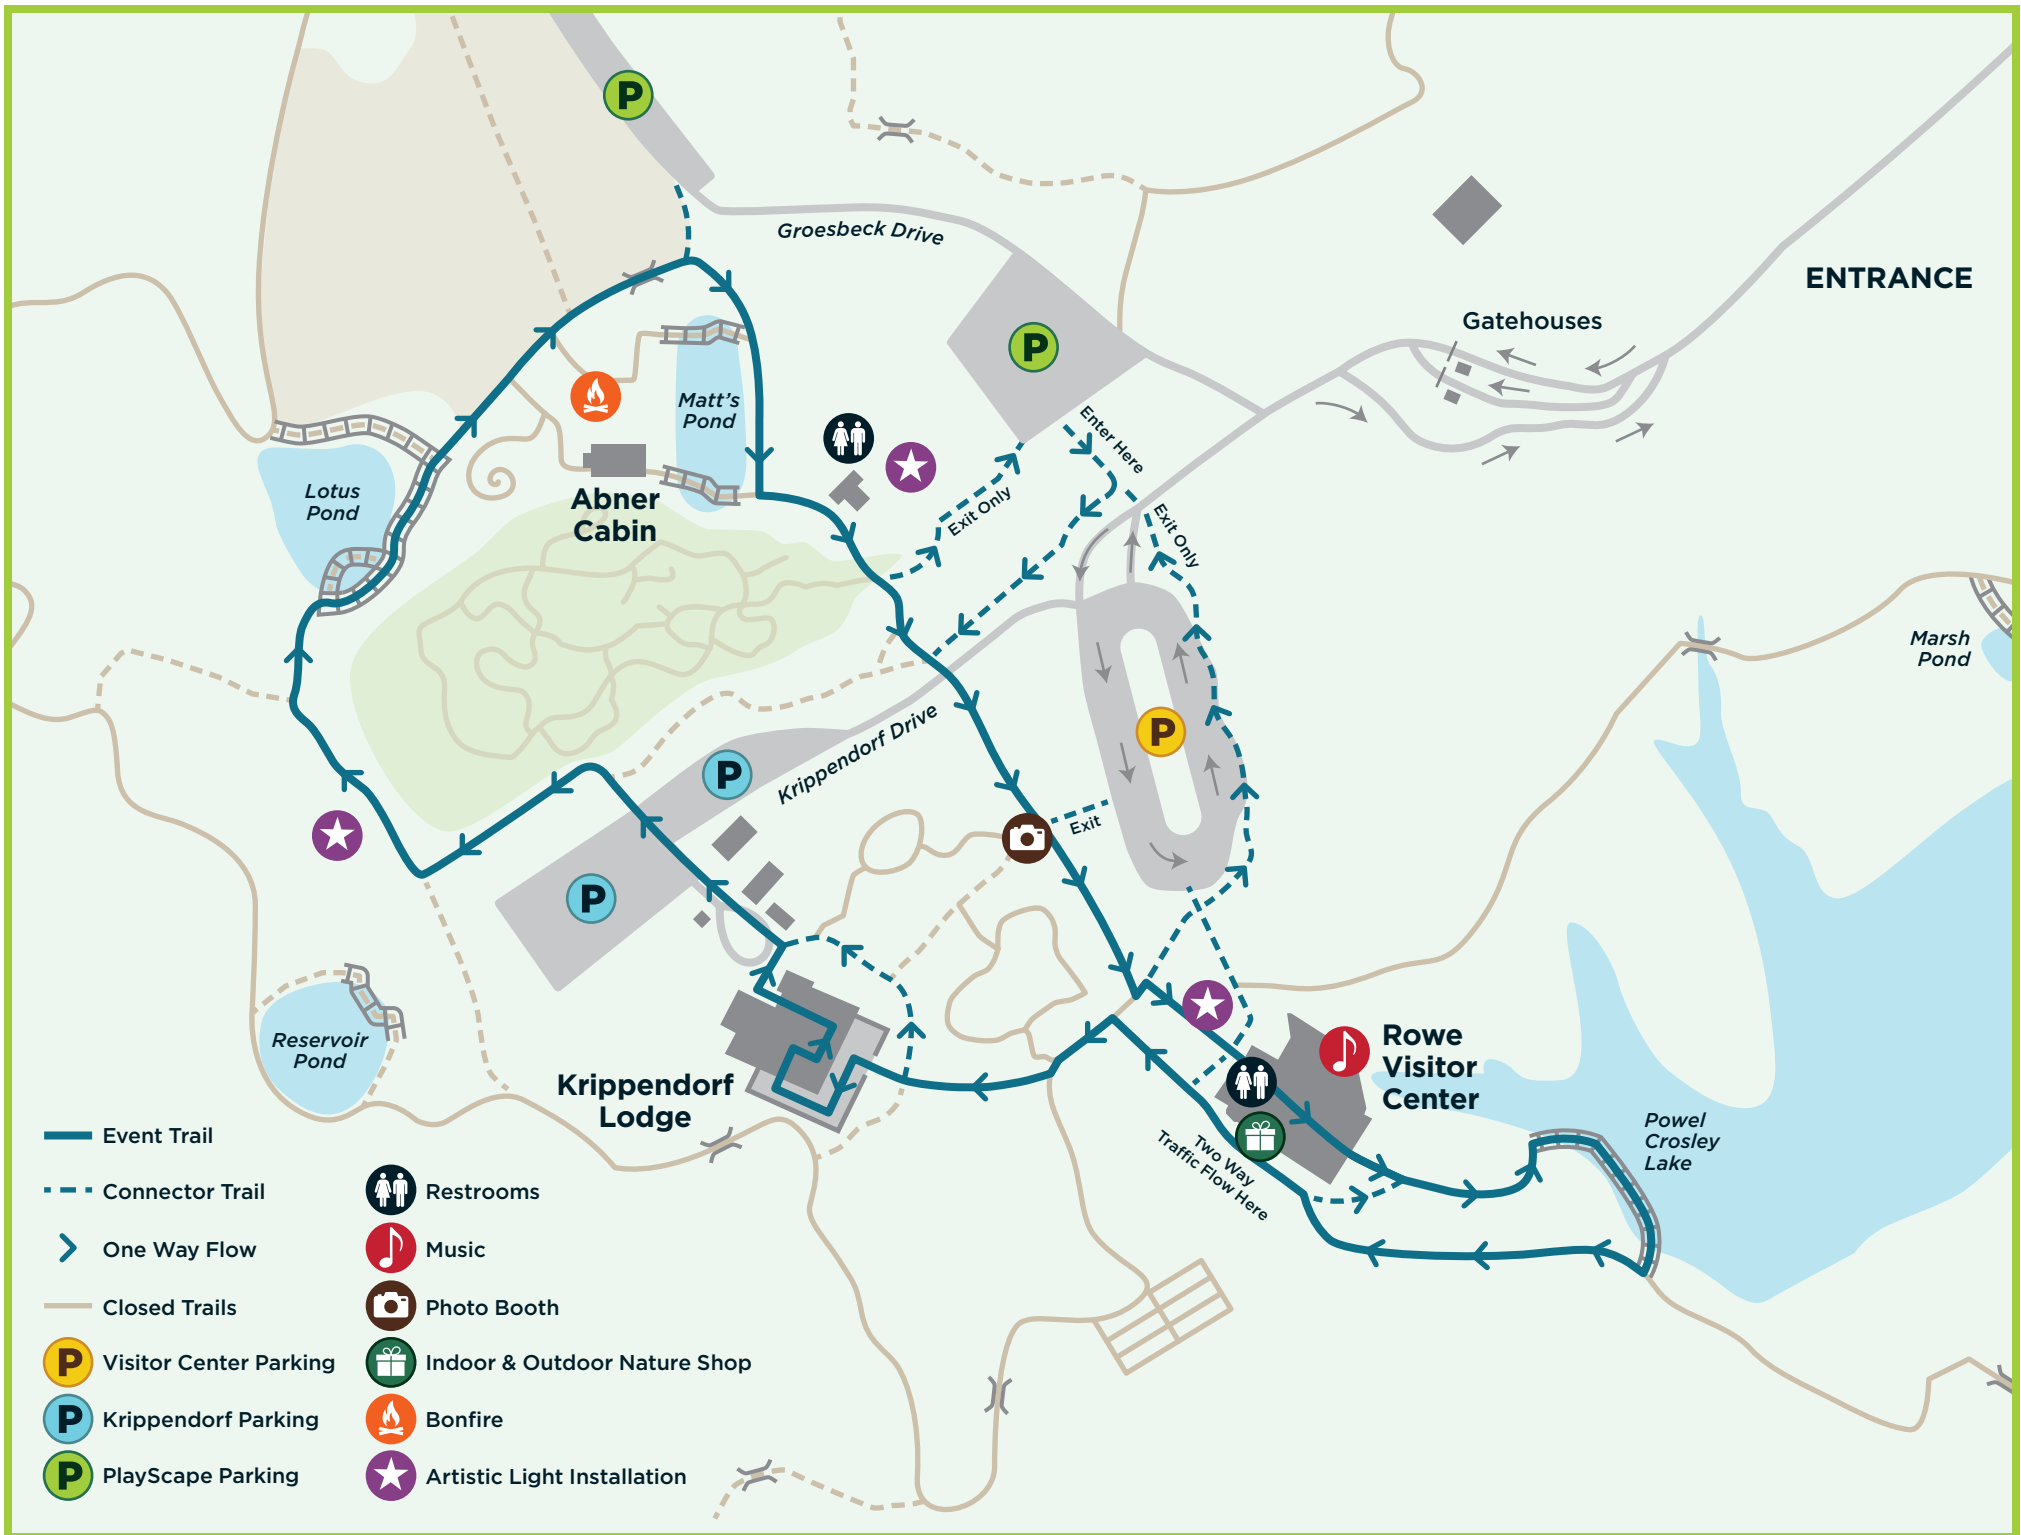 P
Groesbeck Drive
ENTRANCE
Gatehouses
P
Matt's
Pond
Enter Here
Exit Only
Exit Only
Lotus
Pond
Abner
Cabin
Marsh
Pond
P
Krippendorf Drive
P
Exit
P
Reservoir
Pond
Krippendorf
Lodge
Rowe
Visitor
Center
Two Way
Traffic Flow Here
Powel
Crosley
Lake
Event Trail
Connector Trail
One Way Flow
Closed Trails
P Visitor Center Parking
P Krippendorf Parking
P PlayScape Parking
Restrooms
Music
Photo Booth
Indoor & Outdoor Nature Shop
Bonfire
Artistic Light Installation